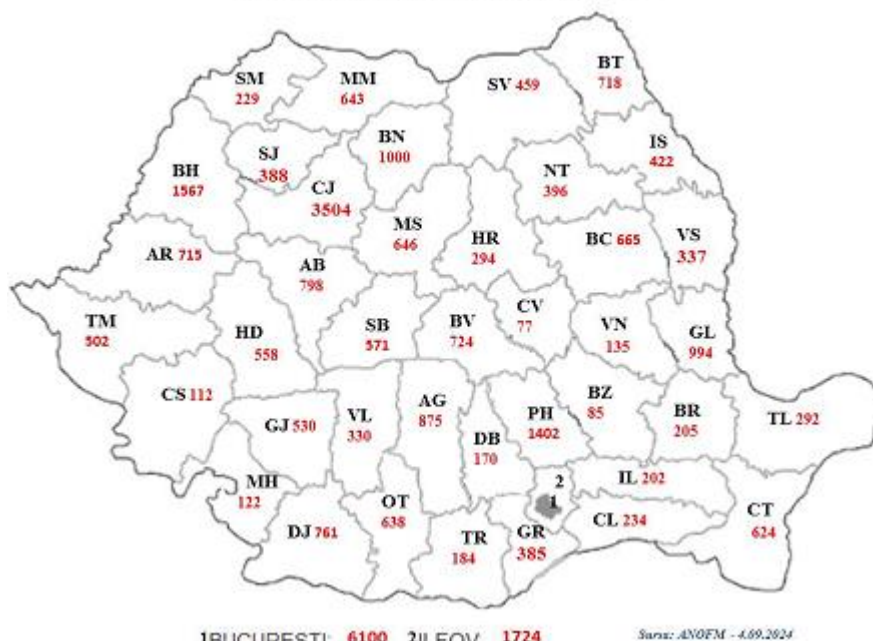 SM
229
MM
643
SV 459
BT
718
BH
1567
SJ
388
BN
1000
IS
422
CJ
3504
NT
396
MS
646
HR
294
BC 665
VS
337
AR 715
AB
798
TM
502
HD
558
SB
571
BV
724
CV
77
VN
135
GL
994
CS 112
GJ 530
VL
330
AG
875
DB
170
PH
1402
BZ
85
BR
205
TL 292
MH
122
DJ 761
OT
638
TR
184
GR
385
2
1
IL 202
CL 234
CT
624
1BUCURESTI: 6100 2ILFOV 1724
Sursa: ANOFM - 4.09.2024